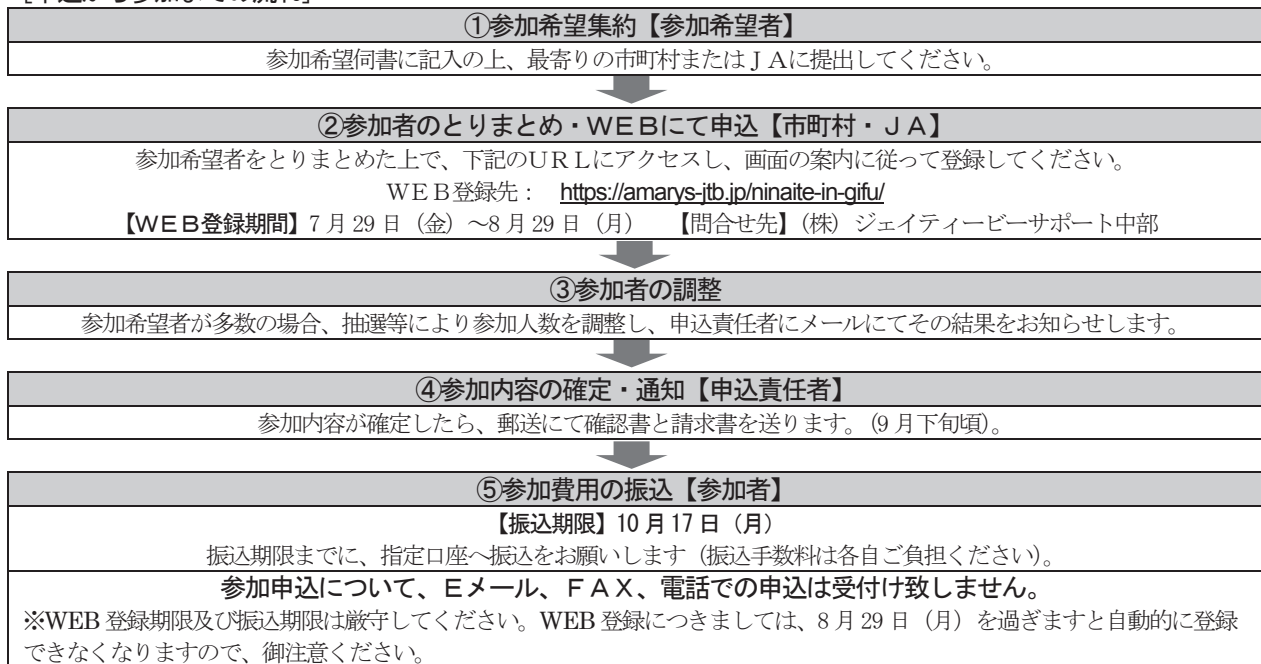 ①参加希望集約【参加希望者】
参加希望伺書に記入の上、最寄りの市町村またはＪＡに提出してください。
②参加者のとりまとめ・ＷＥＢにて申込【市町村・ＪＡ】
参加希望者をとりまとめた上で、下記のＵＲＬにアクセスし、画面の案内に従って登録してください。
ＷＥＢ登録先： https://amarys-jtb.jp/ninaite-in-gifu/
【ＷＥＢ登録期間】7月29日（金）～8月29日（月） 【問合せ先】（株）ジェイティービーサポート中部
③参加者の調整
参加希望者が多数の場合、抽選等により参加人数を調整し、申込責任者にメールにてその結果をお知らせします。
④参加内容の確定・通知【申込責任者】
参加内容が確定したら、郵送にて確認書と請求書を送ります。（9月下旬頃）。
⑤参加費用の振込【参加者】
【振込期限】10月17日（月）
振込期限までに、指定口座へ振込をお願いします（振込手数料は各自ご負担ください）。
参加申込について、Ｅメール、ＦＡＸ、電話での申込は受付け致しません。
※WEB登録期限及び振込期限は厳守してください。WEB登録につきましては、8月29日（月）を過ぎますと自動的に登録
できなくなりますので、御注意ください。